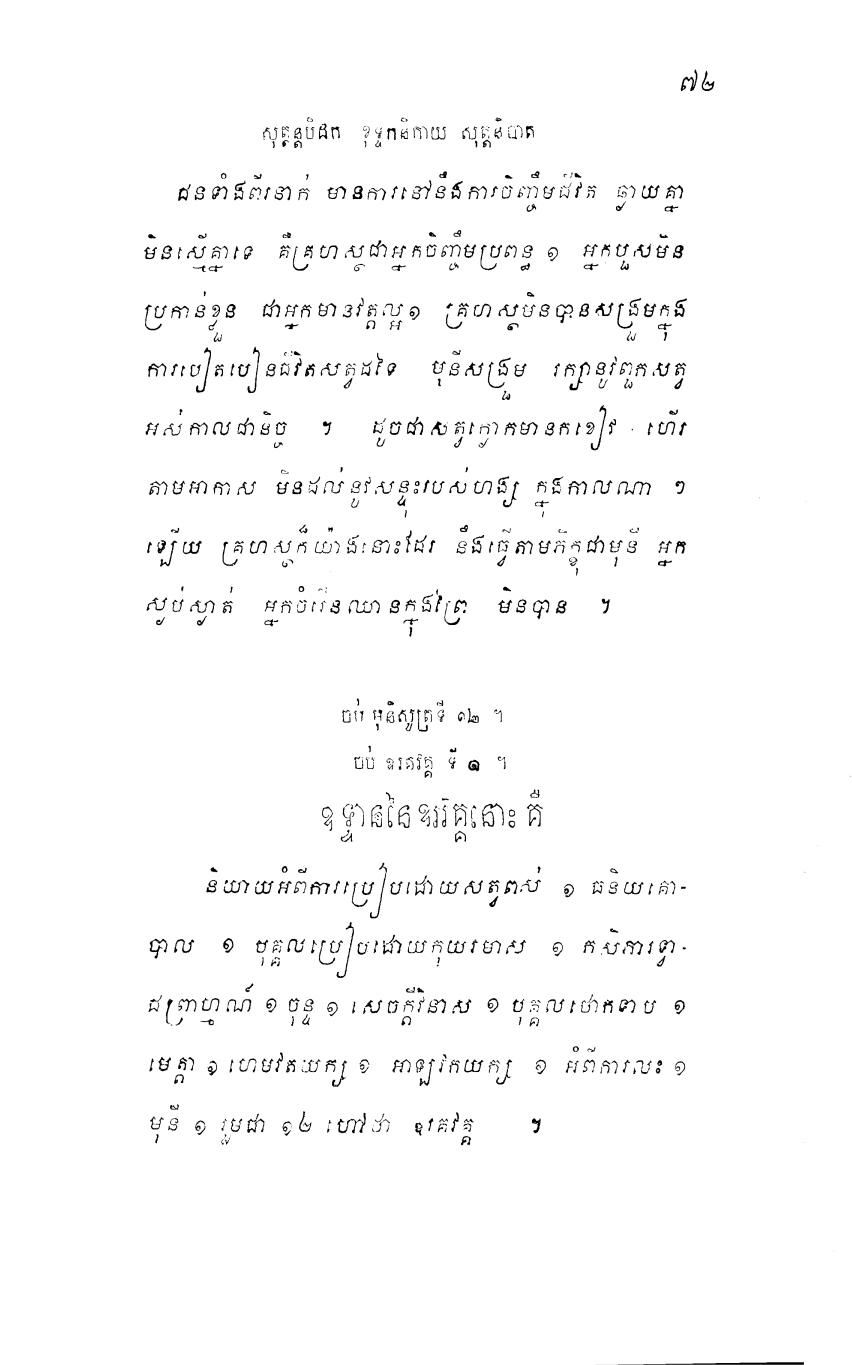 ៧២
សុត្តន្តបិដក ខុទ្ទកនិកាយ សុត្តនិបាត
ជនទាំងពីរនាក់ មានការនៅនឹងការចិញ្ចឹមជីវិត ឆ្ងាយគ្នា
មិនស្មើគ្នាទេ គឺគ្រហស្ថជាអ្នកចិញ្ចឹមប្រពន្ធ ១ អ្នកបួសមិន
ប្រកាន់ខ្លួន ជាអ្នកមានវត្តល្អ ១ គ្រហស្ថមិនបានសង្រួមក្នុង
ការបៀតបៀនជីវិតសត្វដទៃ មុនីសង្រួម រក្សានូវពួកសត្វ
អស់កាលជានិច្ច ។ ដូចជាសត្វក្ងោកមានកខៀវ ហើរ
តាមអាកាស មិនដល់នូវសន្ទុះរបស់ហង្ស ក្នុងកាលណា ៗ
ឡើយ គ្រហស្ថក៏យ៉ាងនោះដែរ នឹងធ្វើតាមភិក្ខុជាមុនី អ្នក
ស្ងប់ស្ងាត់ អ្នកចំរើនឈានក្នុងព្រៃ មិនបាន ។
ចប់ មុនិសូត្រទី ១២ ។
ចប់ ឧរគវគ្គ ទី ១ ។
ឧទ្ទាននៃឧរគវគ្គនោះ គឺ
និយាយអំពីការប្រៀបដោយសត្វពស់ ១ ធនិយគោ-
បាល ១ បុគ្គលប្រៀបដោយកុយរមាស ១ កសិភារទ្វា-
ជព្រាហ្មណ៍ ១ ចុន្ទ ១ សេចក្តីវិនាស ១ បុគ្គលថោកទាប ១
មេត្តា ១ ហេមវតយក្ស ១ អាឡវកយក្ស ១ អំពីការលះ ១
មុនី ១ រួមជា ១២ ហៅថា ឧរគវគ្គ ។